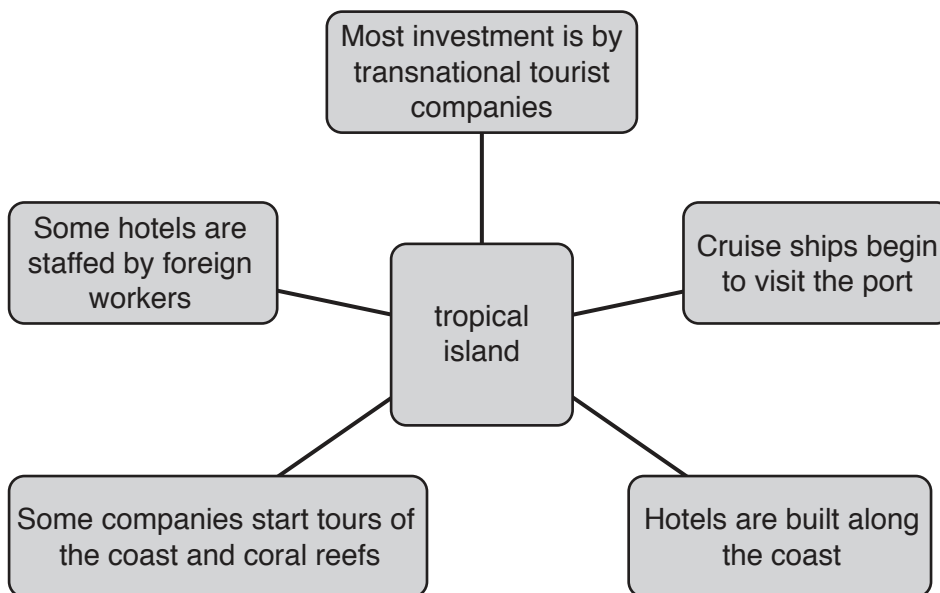 Most investment is by
transnational tourist
companies
Some hotels are
staffed by foreign
workers
Cruise ships begin
to visit the port
tropical
island
Some companies start tours of
the coast and coral reefs
Hotels are built along
the coast